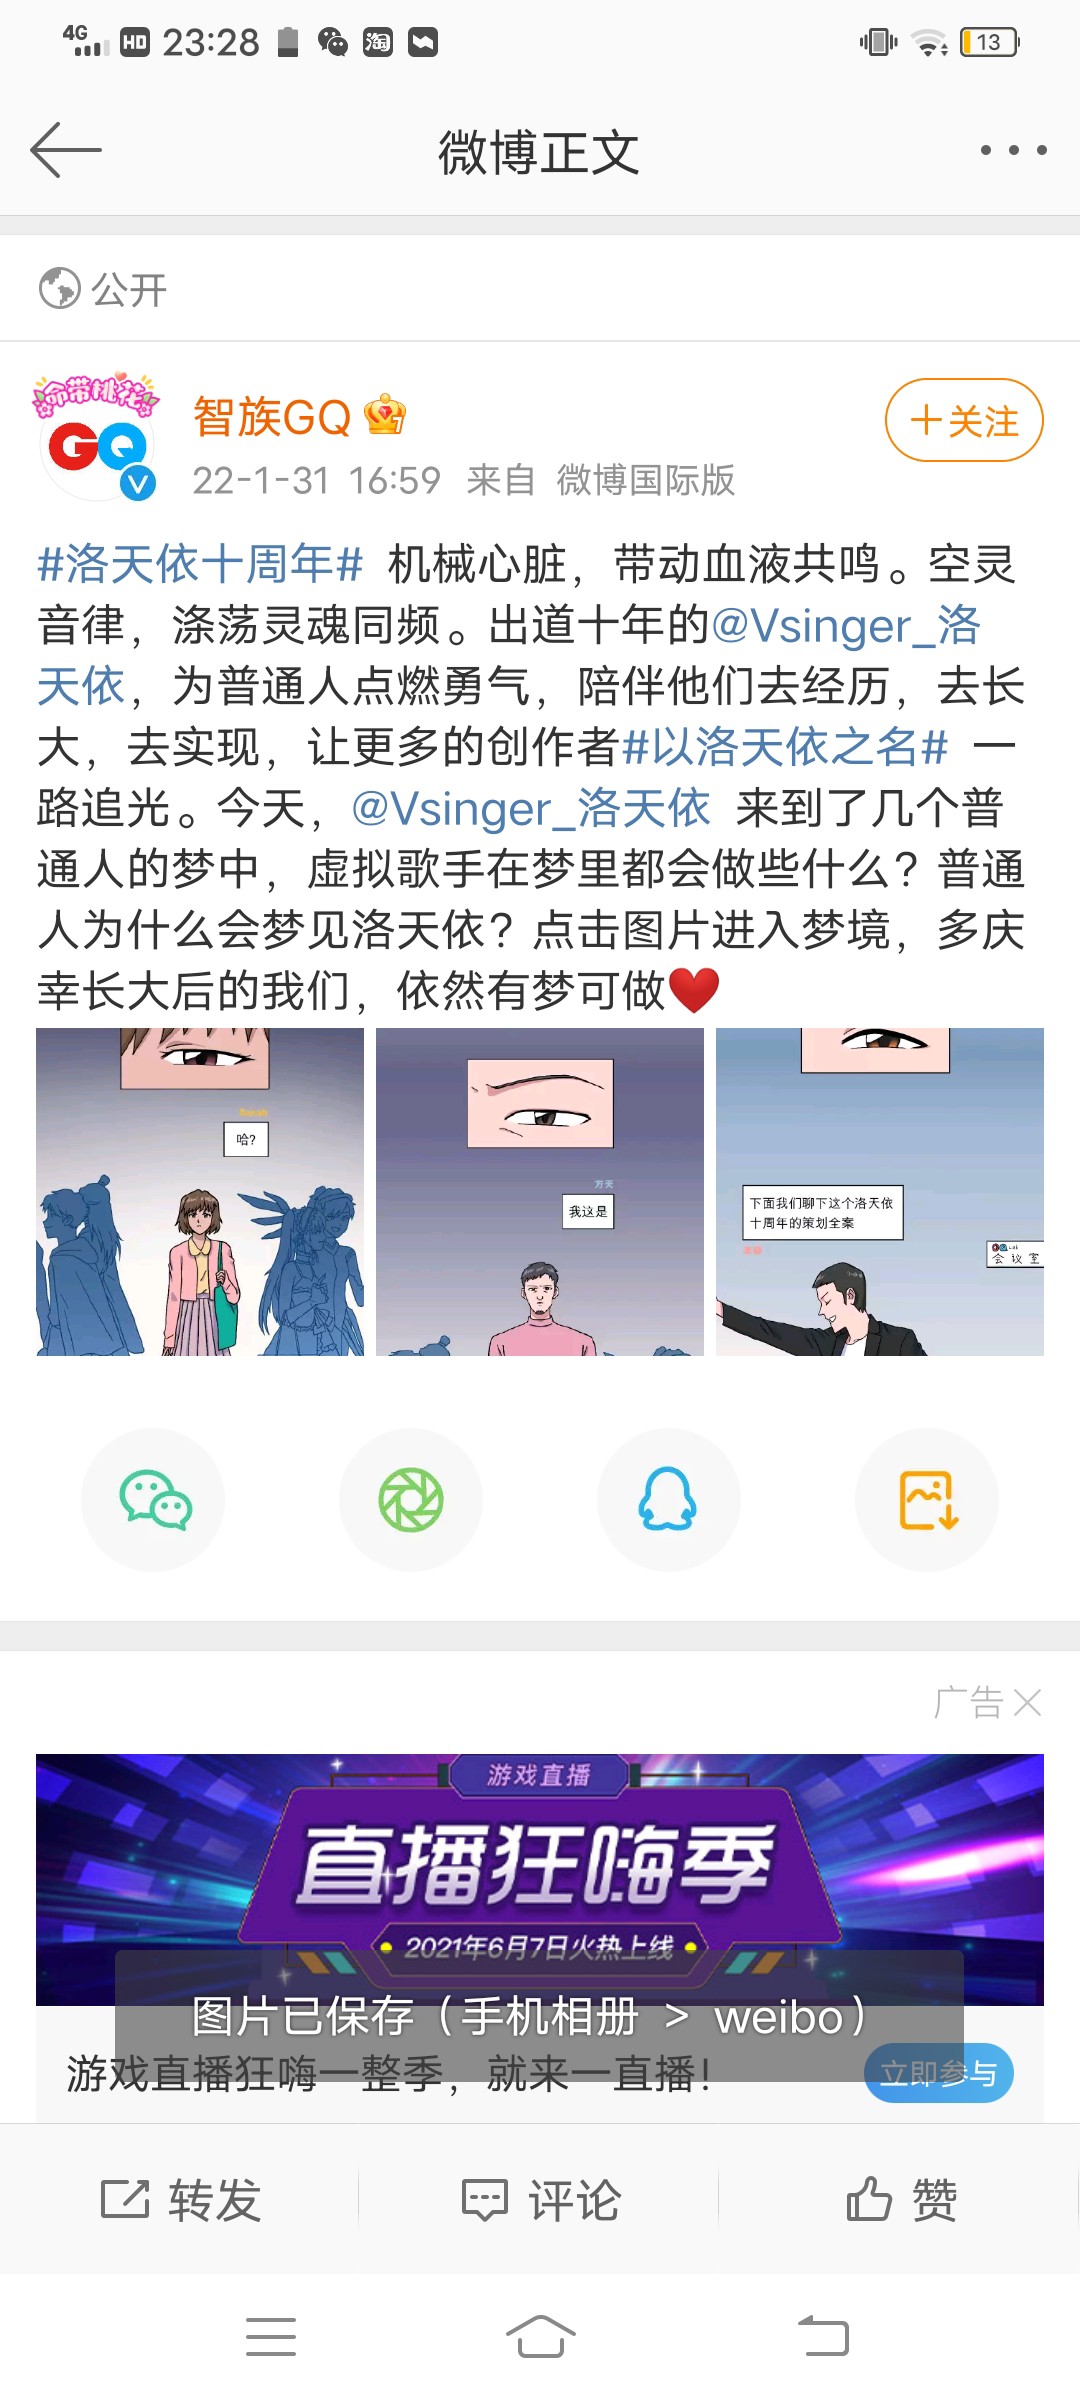 4G HD 23:28 淘 13
微博正文
公开
命带桃花
GQ
智族GQ
＋关注
22-1-31 16:59 来自 微博国际版
#洛天依十周年# 机械心脏，带动血液共鸣。空灵
音律，涤荡灵魂同频。出道十年的@Vsinger_洛
天依，为普通人点燃勇气，陪伴他们去经历，去长
大，去实现，让更多的创作者#以洛天依之名# 一
路追光。今天，@Vsinger_洛天依 来到了几个普
通人的梦中，虚拟歌手在梦里都会做些什么？普通
人为什么会梦见洛天依？点击图片进入梦境，多庆
幸长大后的我们，依然有梦可做❤️
哈?
万天
我这是
下面我们聊下这个洛天依
十周年的策划全案
GQ Lab
会议室
广告
游戏直播
直播狂嗨季
2021年6月7日火热上线
图片已保存（手机相册 > weibo）
游戏直播狂嗨一整季，就来一直播！
立即参与
转发 评论 赞